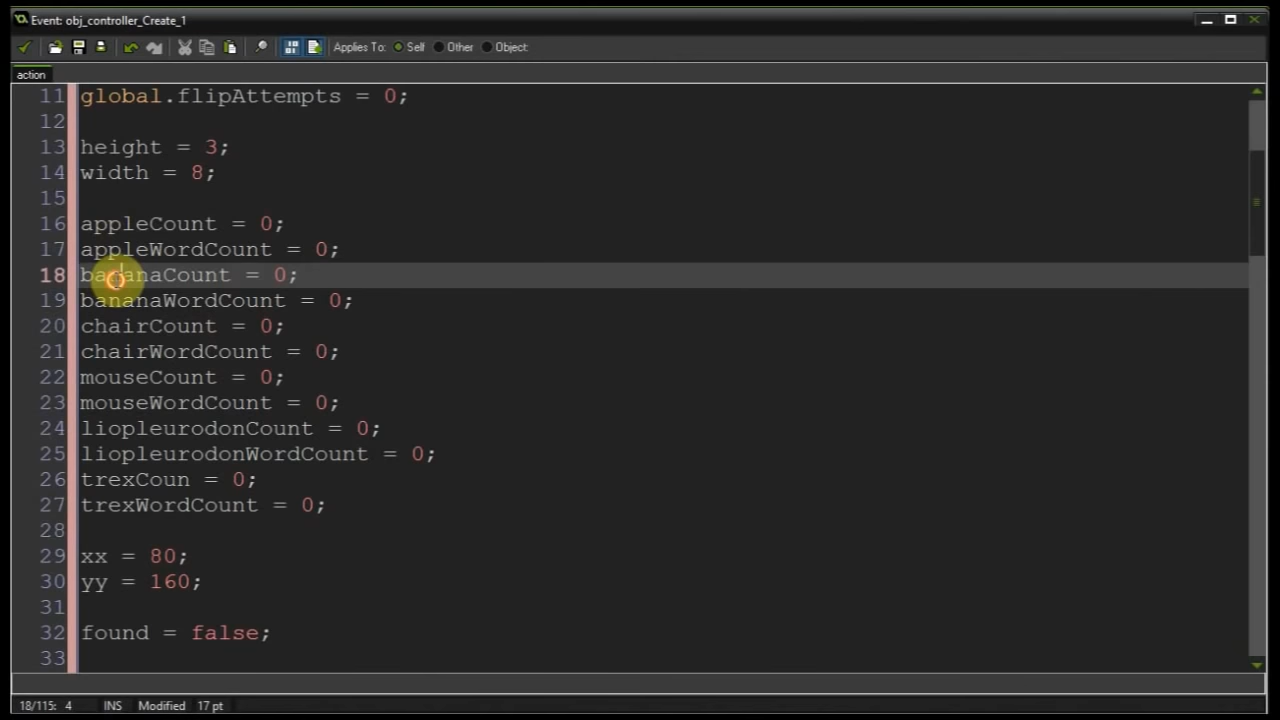 Event: obj_controller_Create_1
Applies To: Self Other Object:
action
11 global.flipAttempts = 0;
12
13 height = 3;
14 width = 8;
15
16 appleCount = 0;
17 appleWordCount = 0;
18 bananaCount = 0;
19 bananaWordCount = 0;
20 chairCount = 0;
21 chairWordCount = 0;
22 mouseCount = 0;
23 mouseWordCount = 0;
24 liopleurodonCount = 0;
25 liopleurodonWordCount = 0;
26 trexCoun = 0;
27 trexWordCount = 0;
28
29 xx = 80;
30 yy = 160;
31
32 found = false;
33
18/115: 4 INS Modified 17 pt